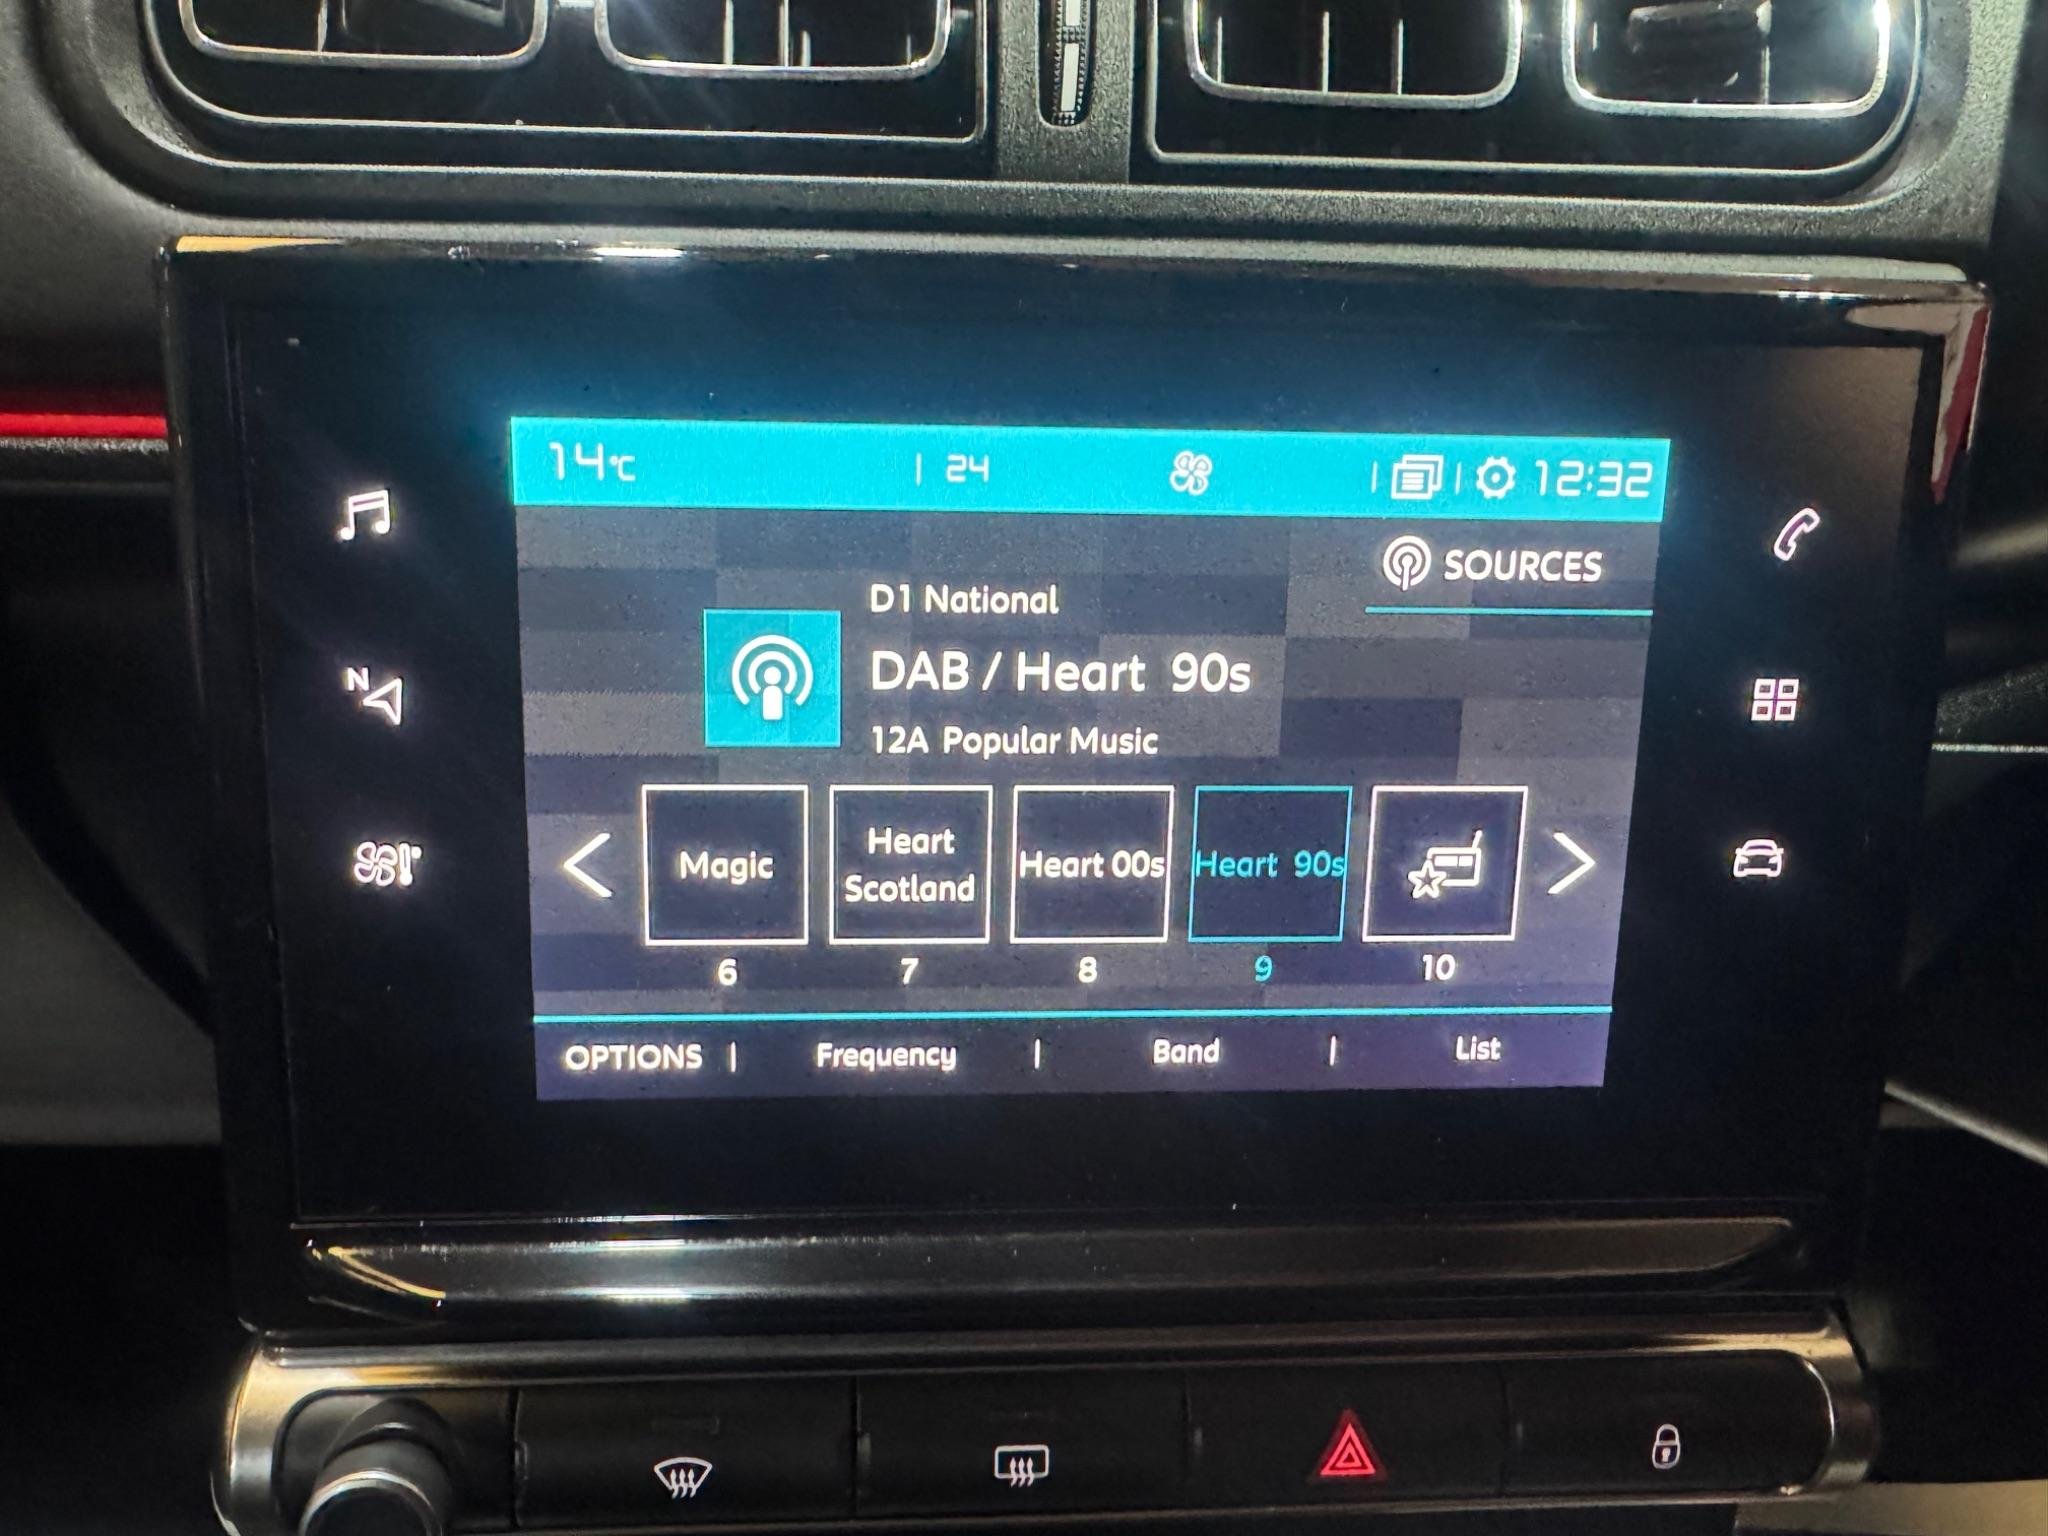 14°C | 24 | | 12:32
SOURCES
D1 National
DAB / Heart 90s
12A Popular Music
Magic
Heart
Scotland
Heart 00s
Heart 90s
6 7 8 9 10
OPTIONS | Frequency | Band | List
N